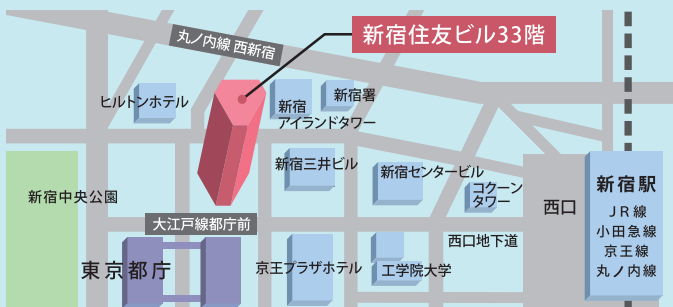 丸ノ内線 西新宿
新宿住友ビル33階
ヒルトンホテル
新宿
アイランドタワー
新宿署
新宿三井ビル
新宿センタービル
コクーン
タワー
新宿中央公園
大江戸線都庁前
東京都庁
京王プラザホテル
工学院大学
西口地下道
西口
新宿駅
JR線
小田急線
京王線
丸ノ内線